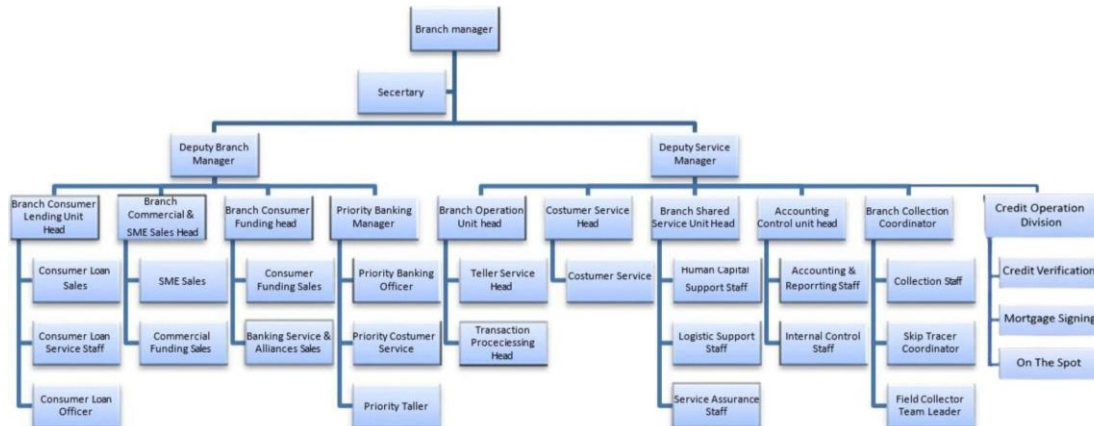 Branch manager
Secertary
Deputy Branch
Manager
Deputy Service
Manager
Branch Consumer
Lending Unit
Head
Branch
Commercial &
SME Sales Head
Branch Consumer
Funding head
Priority Banking
Manager
Branch Operation
Unit head
Costumer Service
Head
Branch Shared
Service Unit Head
Accounting
Control unit head
Branch Collection
Coordinator
Credit Operation
Division
Consumer Loan
Sales
SME Sales
Consumer
Funding Sales
Priority Banking
Officer
Teller Service
Head
Costumer Service
Human Capital
Support Staff
Accounting &
Reporrting Staff
Collection Staff
Credit Verification
Consumer Loan
Service Staff
Commercial
Funding Sales
Banking Service &
Alliances Sales
Priority Costumer
Service
Transaction
Proceciessing
Head
Logistic Support
Staff
Internal Control
Staff
Skip Tracer
Coordinator
Mortgage Signing
Consumer Loan
Officer
Priority Taller
Service Assurance
Staff
Field Collector
Team Leader
On The Spot